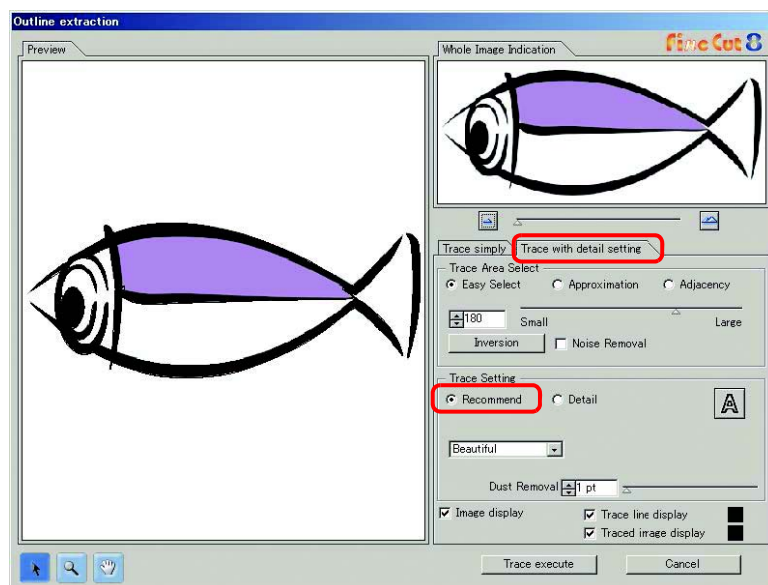 Outline extraction
Preview
Whole Image Indication
Fine Cut 8
Trace simply
Trace with detail setting
Trace Area Select
Easy Select
Approximation
Adjacency
180
Small
Large
Inversion
Noise Removal
Trace Setting
Recommend
Detail
A
Beautiful
Dust Removal
1 pt
Image display
Trace line display
Traced image display
Trace execute
Cancel